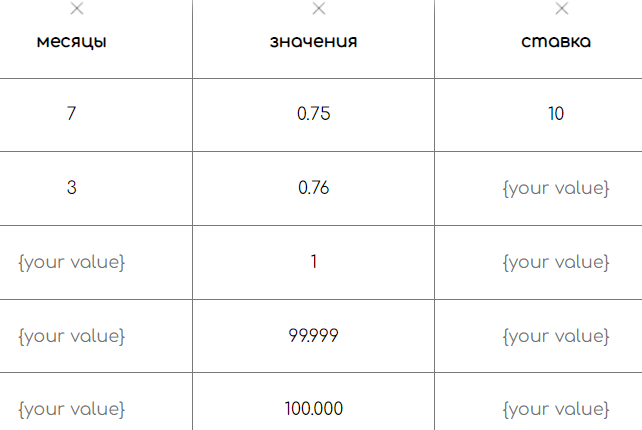 месяцы значения ставка
7 0.75 10
3 0.76 {your value}
{your value} 1 {your value}
{your value} 99.999 {your value}
{your value} 100.000 {your value}